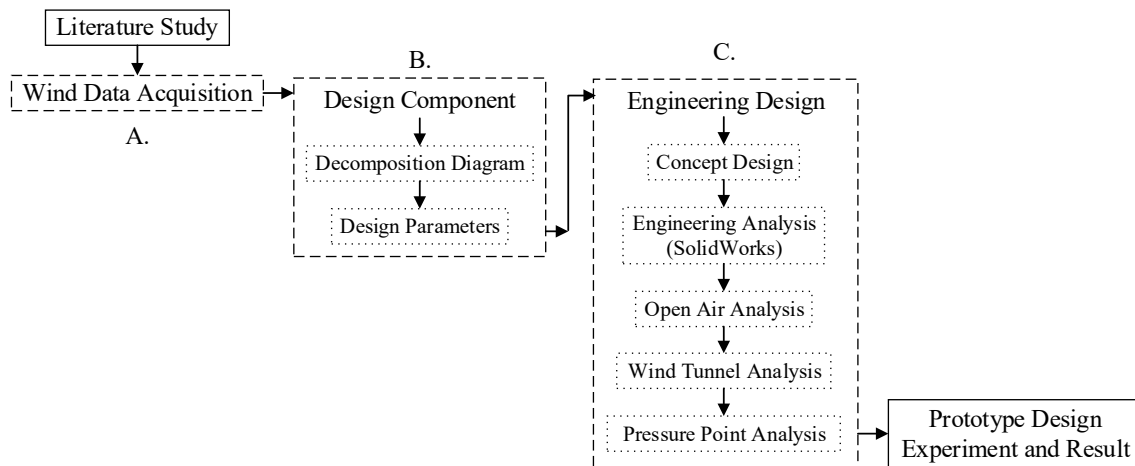 Literature Study
Wind Data Acquisition
A.
B.
Design Component
Decomposition Diagram
Design Parameters
C.
Engineering Design
Concept Design
Engineering Analysis
(SolidWorks)
Open Air Analysis
Wind Tunnel Analysis
Pressure Point Analysis
Prototype Design
Experiment and Result